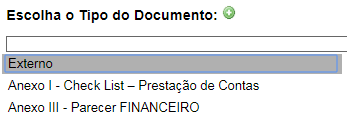 Escolha o Tipo do Documento:
Externo
Anexo I - Check List – Prestação de Contas
Anexo III - Parecer FINANCEIRO